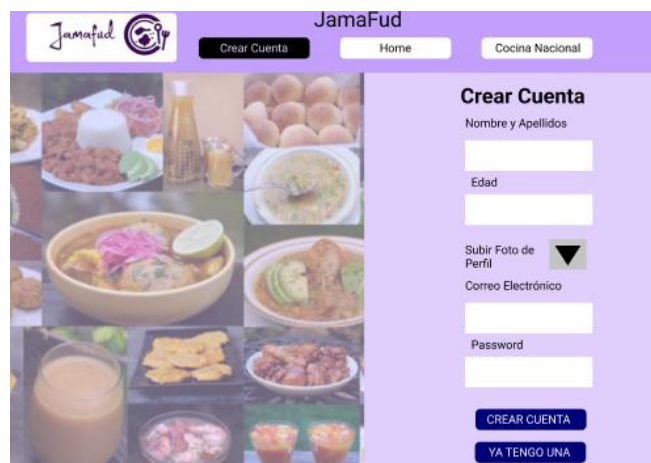 JamaFud
Jamafud
Crear Cuenta
Home
Cocina Nacional
Crear Cuenta
Nombre y Apellidos
Edad
Subir Foto de
Perfil
Correo Electrónico
Password
CREAR CUENTA
YA TENGO UNA